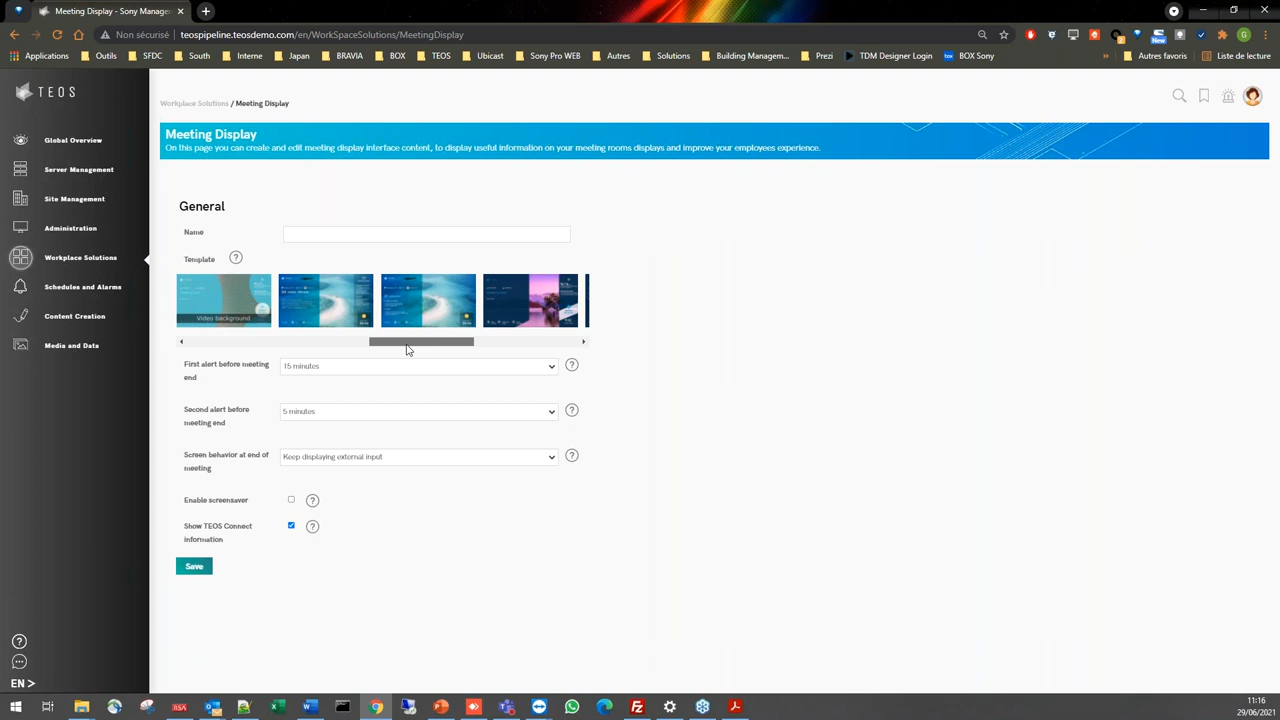 Meeting Display - Sony Manage
Non sécurisé | teospipeline.teosdemo.com/en/WorkSpaceSolutions/MeetingDisplay
Applications Outils SFDC South Interne Japan BRAVIA BOX TEOS Ubicast Sony Pro WEB Autres Solutions Building Managem... Prezi TDM Designer Login BOX Sony » Autres favoris Liste de lecture
New
TEOS
Workplace Solutions / Meeting Display
Meeting Display
On this page you can create and edit meeting display interface content, to display useful information on your meeting rooms displays and improve your employees experience.
Global Overview
Server Management
Site Management
Administration
Workplace Solutions
Schedules and Alarms
Content Creation
Media and Data
General
Name
Template ?
Video background
First alert before meeting end
15 minutes ?
Second alert before meeting end
5 minutes ?
Screen behavior at end of meeting
Keep displaying external input ?
Enable screensaver ?
Show TEOS Connect information ?
Save
?
EN >
11:16
29/06/2021